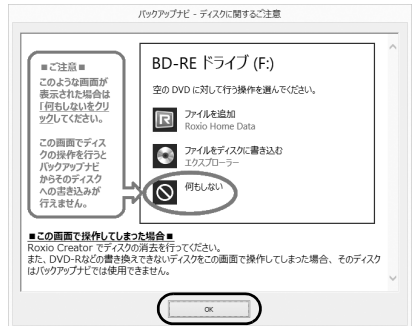 バックアップナビ - ディスクに関するご注意
■ご注意■
このような画面が
表示された場合は
「何もしないをクリ
ックしてください。
この画面でディス
クの操作を行うと
バックアップナビ
からそのディスク
への書き込みが
行えません。
BD-RE ドライブ (F:)
空の DVD に対して行う操作を選んでください。
ファイルを追加
Roxio Home Data
ファイルをディスクに書き込む
エクスプローラー
何もしない
■この画面で操作してしまった場合■
Roxio Creator でディスクの消去を行ってください。
また、DVD-Rなどの書き換えできないディスクをこの画面で操作してしまった場合、そのディスク
はバックアップナビでは使用できません。
OK